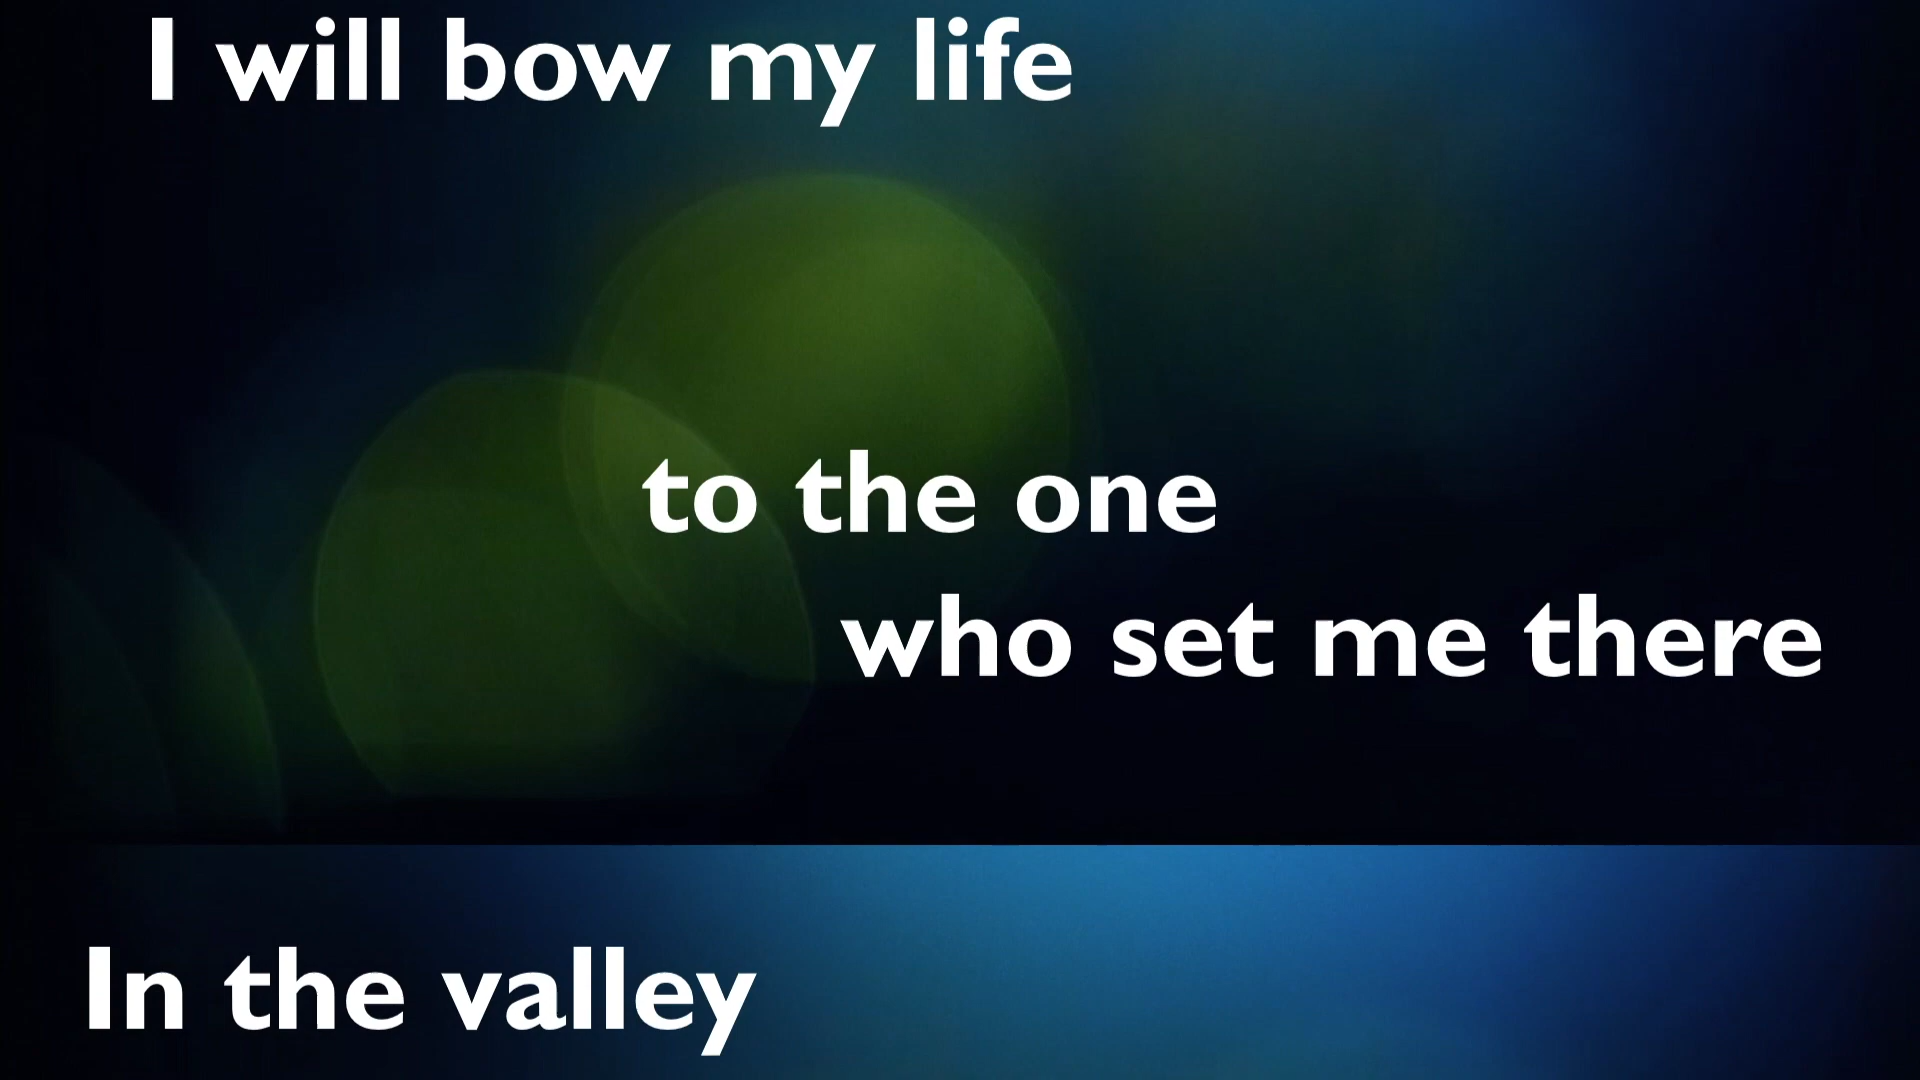 I will bow my life
to the one
who set me there
In the valley